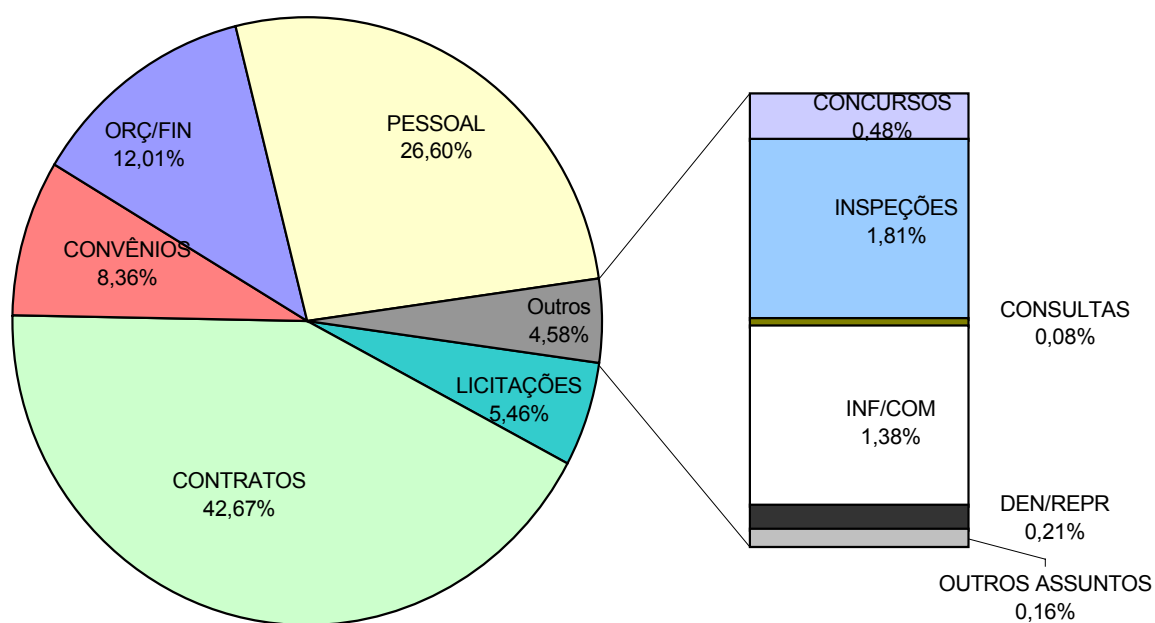 ORÇ/FIN
12,01%
PESSOAL
26,60%
CONVÊNIOS
8,36%
Outros
4,58%
LICITAÇÕES
5,46%
CONTRATOS
42,67%
CONCURSOS
0,48%
INSPEÇÕES
1,81%
CONSULTAS
0,08%
INF/COM
1,38%
DEN/REPR
0,21%
OUTROS ASSUNTOS
0,16%